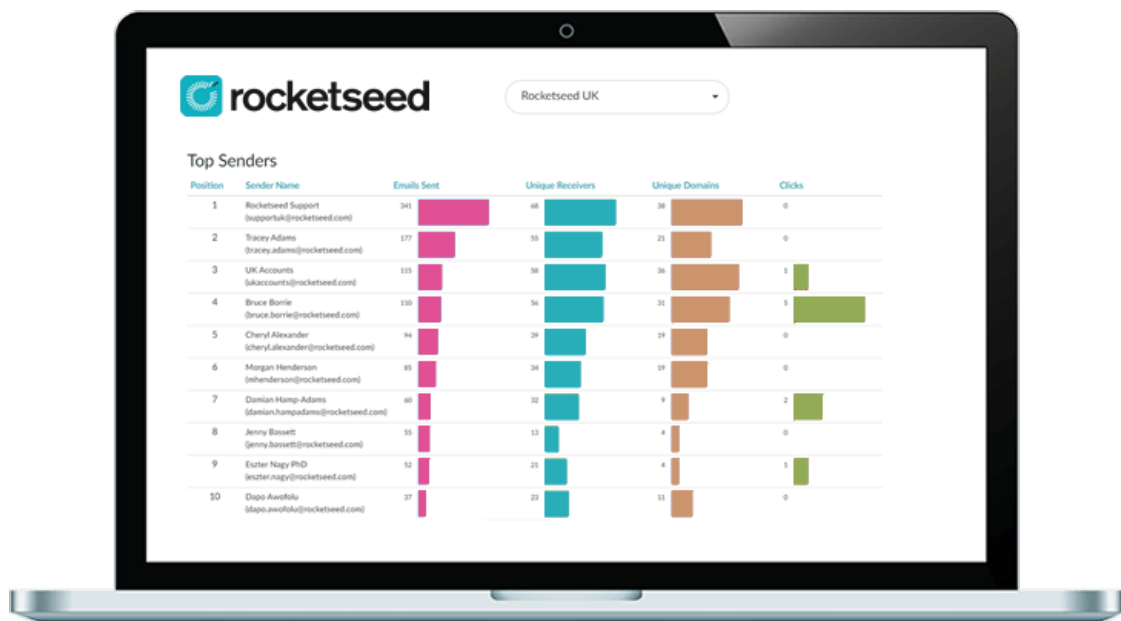 rocketseed
Rocketseed UK
Top Senders
Position Sender Name Emails Sent Unique Receivers Unique Domains Clicks
1 Rocketseed Support 341 68 38 0
(supportuk@rocketseed.com)
2 Tracey Adams 177 55 21 0
(tracey.adams@rocketseed.com)
3 UK Accounts 115 58 36 1
(ukaccounts@rocketseed.com)
4 Bruce Borrie 110 56 31 5
(bruce.borrie@rocketseed.com)
5 Cheryl Alexander 94 39 19 0
(cheryl.alexander@rocketseed.com)
6 Morgan Henderson 85 34 19 0
(mhenderson@rocketseed.com)
7 Damian Hamp-Adams 60 32 9 2
(damian.hampadams@rocketseed.com)
8 Jenny Bassett 55 13 4 0
(jenny.bassett@rocketseed.com)
9 Eszter Nagy PhD 52 21 4 1
(eszter.nagy@rocketseed.com)
10 Dapo Awofolu 37 23 11 0
(dapo.awofolu@rocketseed.com)